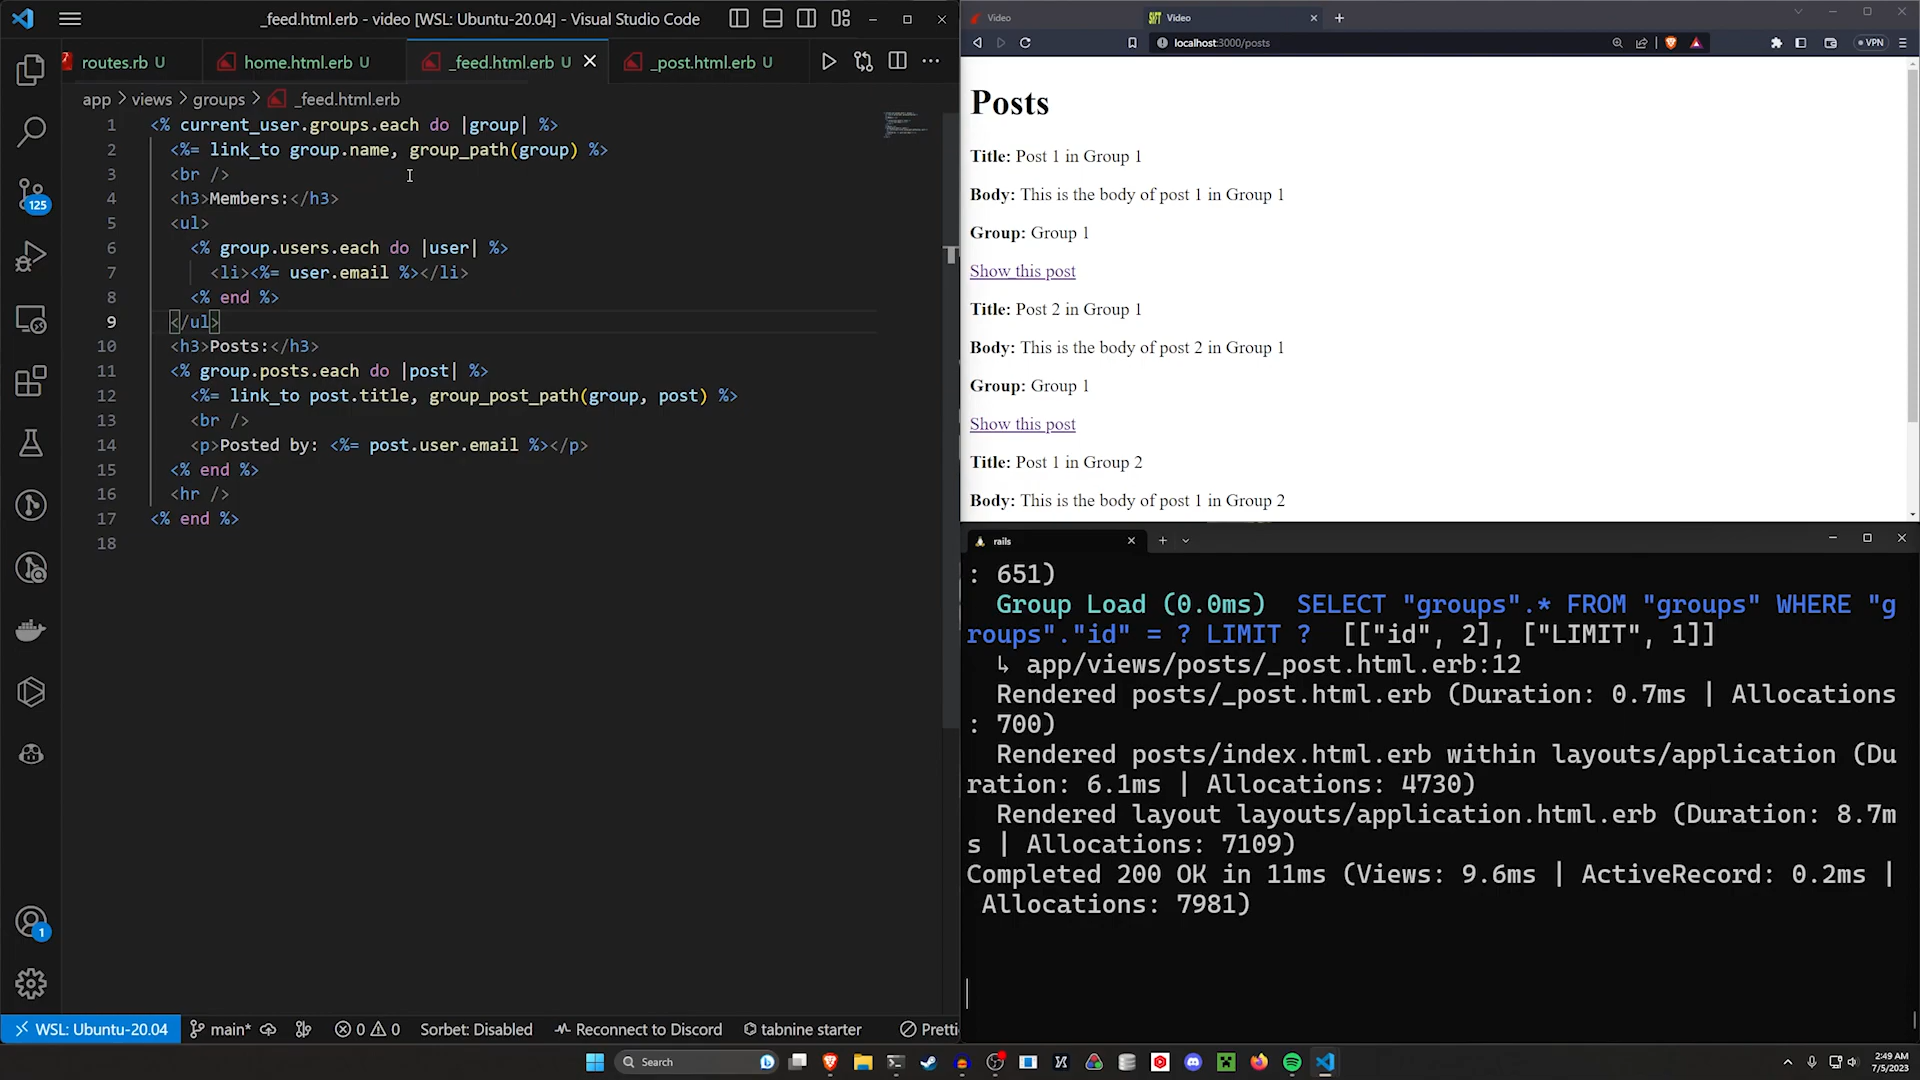 _feed.html.erb - video [WSL: Ubuntu-20.04] - Visual Studio Code
routes.rb U
home.html.erb U
_feed.html.erb U
_post.html.erb U
app > views > groups > _feed.html.erb
1 <% current_user.groups.each do |group| %>
2 <%= link_to group.name, group_path(group) %>
3 <br />
4 <h3>Members:</h3>
5 <ul>
6 <% group.users.each do |user| %>
7 <li><%= user.email %></li>
8 <% end %>
9 </ul>
10 <h3>Posts:</h3>
11 <% group.posts.each do |post| %>
12 <%= link_to post.title, group_post_path(group, post) %>
13 <br />
14 <p>Posted by: <%= post.user.email %></p>
15 <% end %>
16 <hr />
17 <% end %>
18
125
1
WSL: Ubuntu-20.04
main*
0
0
Sorbet: Disabled
Reconnect to Discord
tabnine starter
Pretti
Video
Video
localhost:3000/posts
VPN
Posts
Title: Post 1 in Group 1
Body: This is the body of post 1 in Group 1
Group: Group 1
Show this post
Title: Post 2 in Group 1
Body: This is the body of post 2 in Group 1
Group: Group 1
Show this post
Title: Post 1 in Group 2
Body: This is the body of post 1 in Group 2
rails
: 651)
Group Load (0.0ms) SELECT "groups".* FROM "groups" WHERE "g
roups"."id" = ? LIMIT ? [["id", 2], ["LIMIT", 1]]
↳ app/views/posts/_post.html.erb:12
Rendered posts/_post.html.erb (Duration: 0.7ms | Allocations
: 700)
Rendered posts/index.html.erb within layouts/application (Du
ration: 6.1ms | Allocations: 4730)
Rendered layout layouts/application.html.erb (Duration: 8.7m
s | Allocations: 7109)
Completed 200 OK in 11ms (Views: 9.6ms | ActiveRecord: 0.2ms |
Allocations: 7981)
Search
2:49 AM
7/5/2023